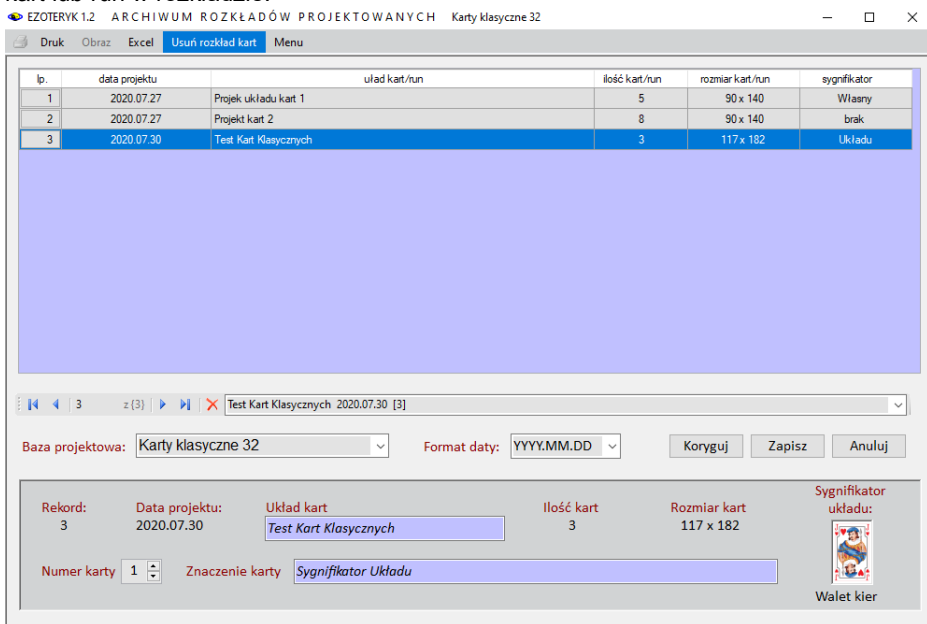 EZOTERYK 1.2 ARCHIWUM ROZKŁADÓW PROJEKTOWANYCH Karty klasyczne 32
Druk Obraz Excel Usuń rozkład kart Menu
lp. data projektu uład kart/run ilość kart/run rozmiar kart/run sygnifikator
1 2020.07.27 Projek układu kart 1 5 90 x 140 Własny
2 2020.07.27 Projekt kart 2 8 90 x 140 brak
3 2020.07.30 Test Kart Klasycznych 3 117 x 182 Układu
3 z {3} Test Kart Klasycznych 2020.07.30 [3]
Baza projektowa: Karty klasyczne 32 Format daty: YYYY.MM.DD Koryguj Zapisz Anuluj
Rekord: Data projektu: Układ kart Ilość kart Rozmiar kart Sygnifikator układu:
3 2020.07.30 Test Kart Klasycznych 3 117 x 182
Numer karty 1 Znaczenie karty Sygnifikator Układu
Walet kier